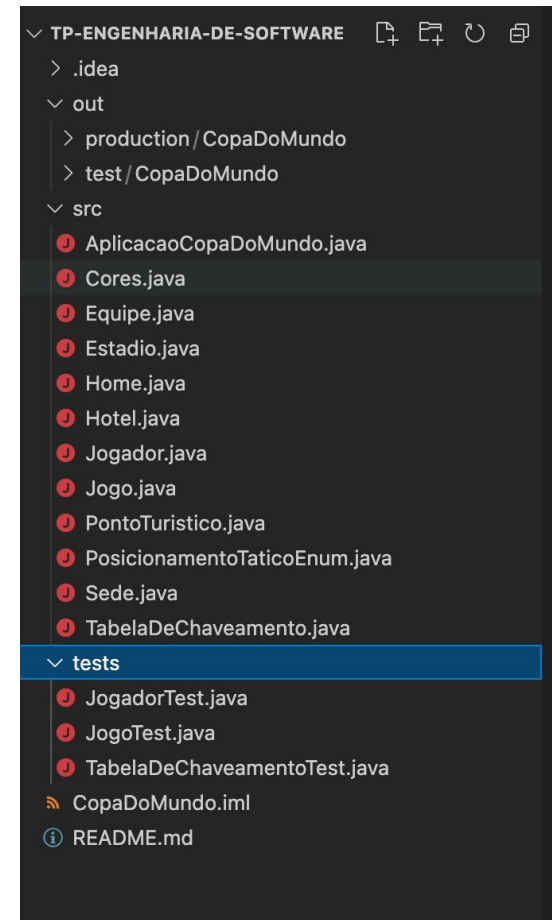 TP-ENGENHARIA-DE-SOFTWARE
.idea
out
production/CopaDoMundo
test/CopaDoMundo
src
J AplicacaoCopaDoMundo.java
J Cores.java
J Equipe.java
J Estadio.java
J Home.java
J Hotel.java
J Jogador.java
J Jogo.java
J PontoTuristico.java
J PosicionamentoTaticoEnum.java
J Sede.java
J TabelaDeChaveamento.java
tests
J JogadorTest.java
J JogoTest.java
J TabelaDeChaveamentoTest.java
CopaDoMundo.iml
README.md